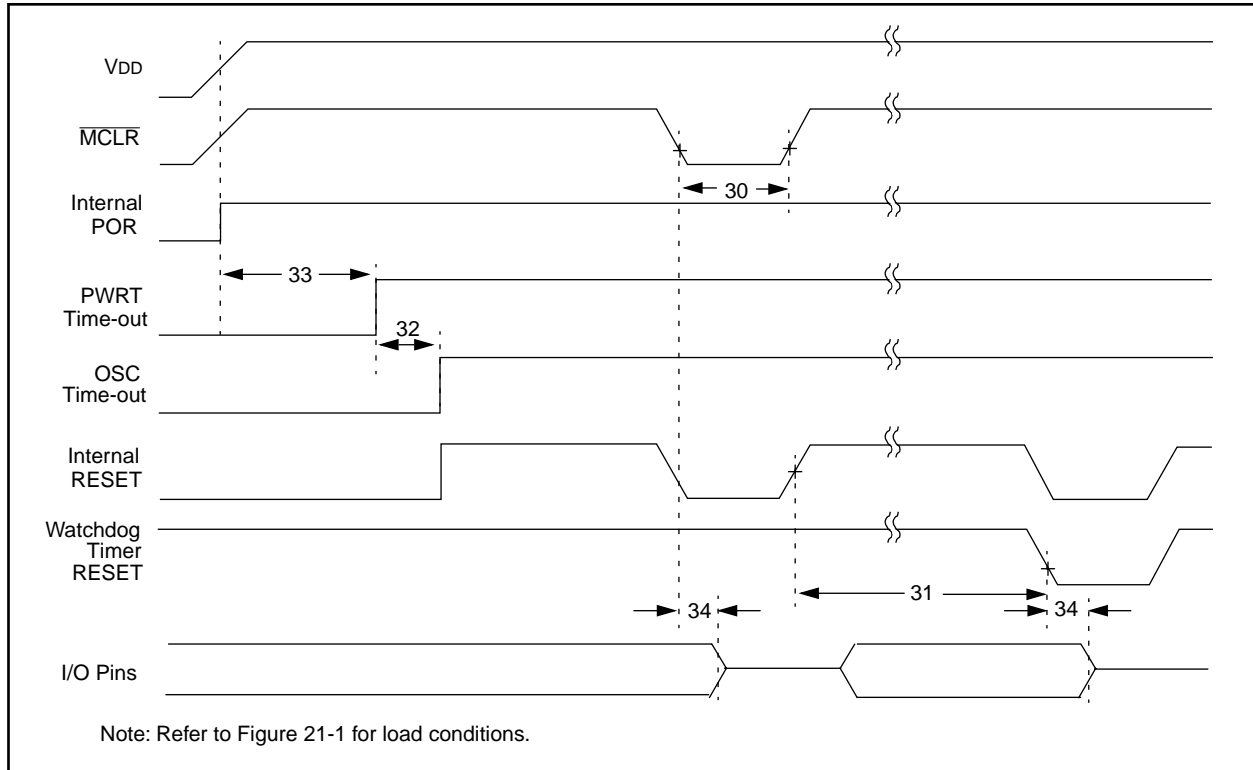 VDD
MCLR
30
Internal
POR
33
PWRT
Time-out
32
OSC
Time-out
Internal
RESET
Watchdog
Timer
RESET
31
34
34
I/O Pins
Note: Refer to Figure 21-1 for load conditions.